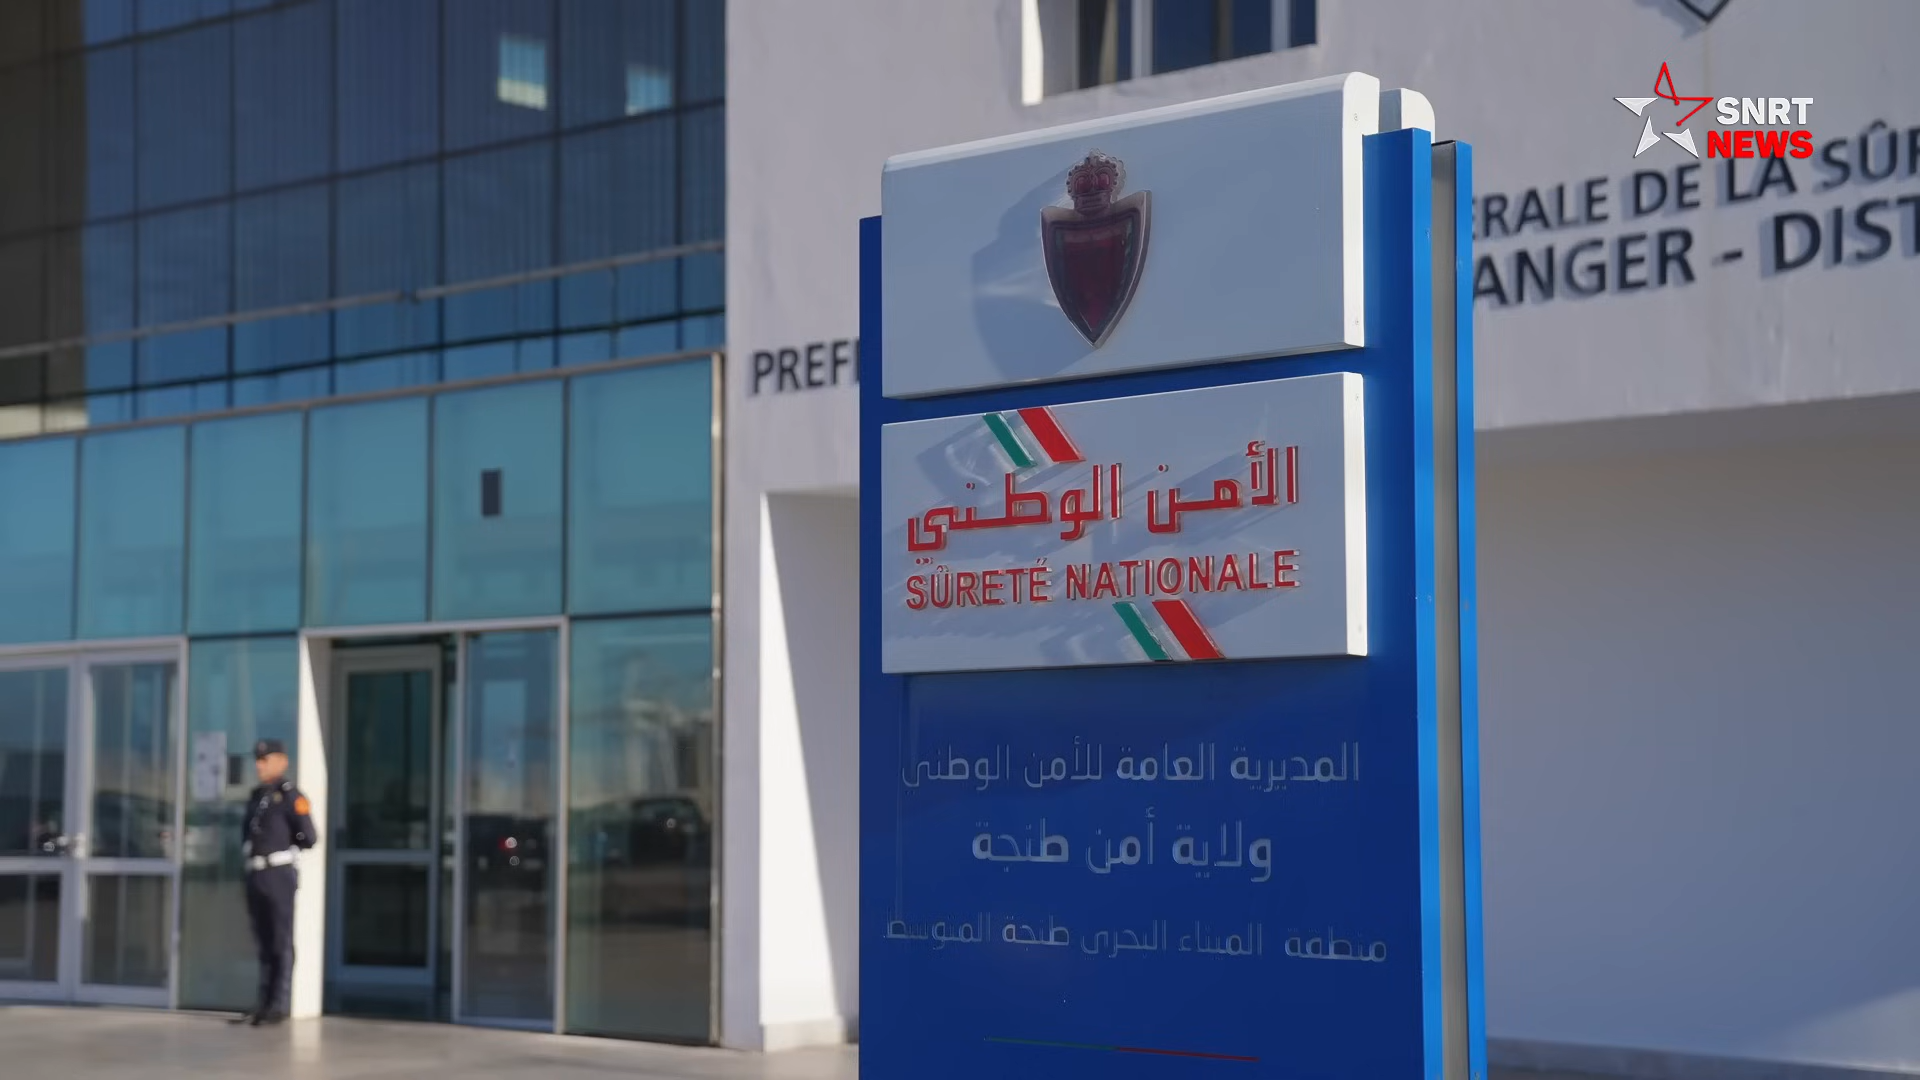 SNRT
NEWS
ERALE DE LA SÛR
ANGER - DIST
PREF
الأمن الوطني
SÛRETÉ NATIONALE
المديرية العامة للأمن الوطني
ولاية أمن طنجة
منطقة الميناء البحري طنجة المتوسط